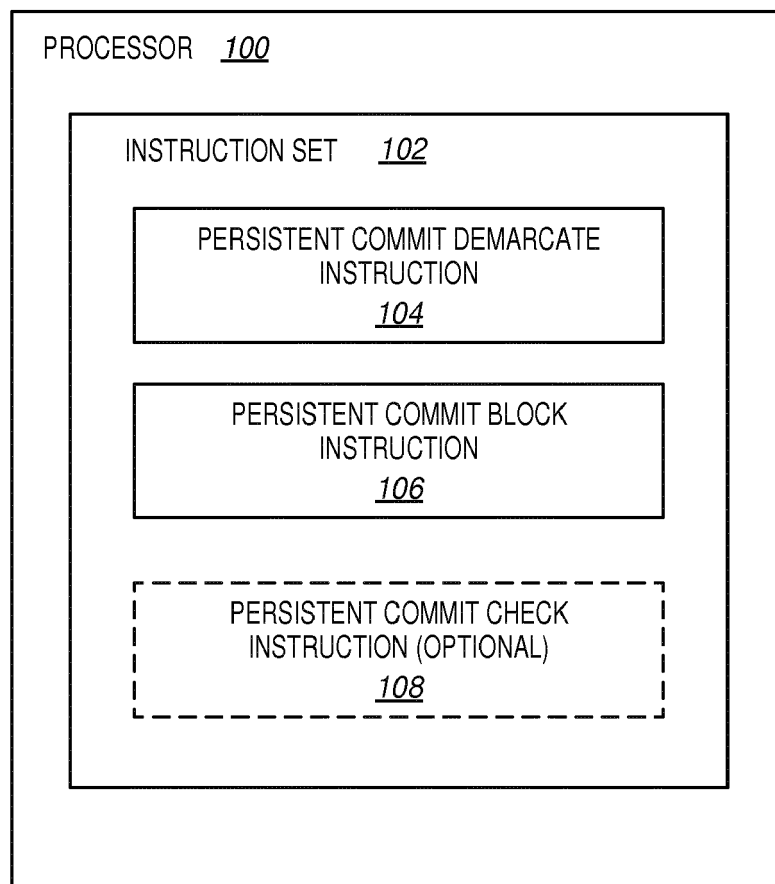 PROCESSOR 100
INSTRUCTION SET 102
PERSISTENT COMMIT DEMARCATE
INSTRUCTION
104
PERSISTENT COMMIT BLOCK
INSTRUCTION
106
PERSISTENT COMMIT CHECK
INSTRUCTION (OPTIONAL)
108